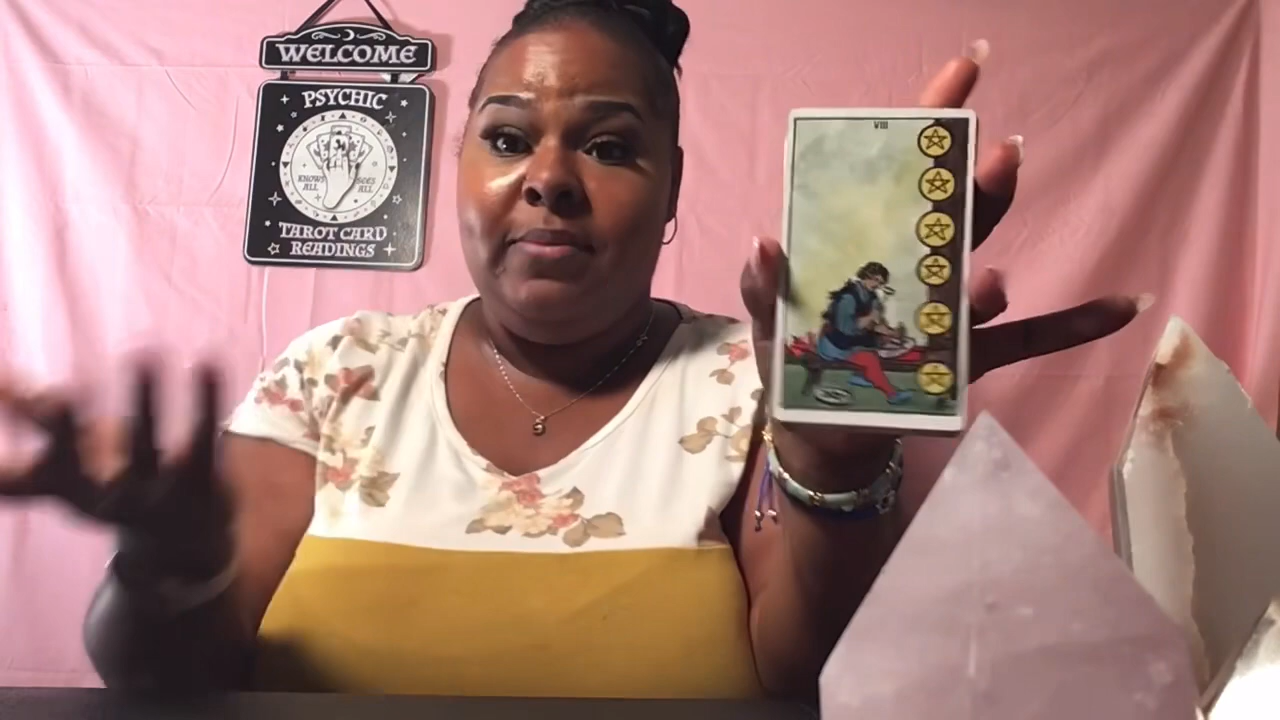 WELCOME
PSYCHIC
KNOWS SEES
ALL ALL
TAROT CARD
READINGS
VIII